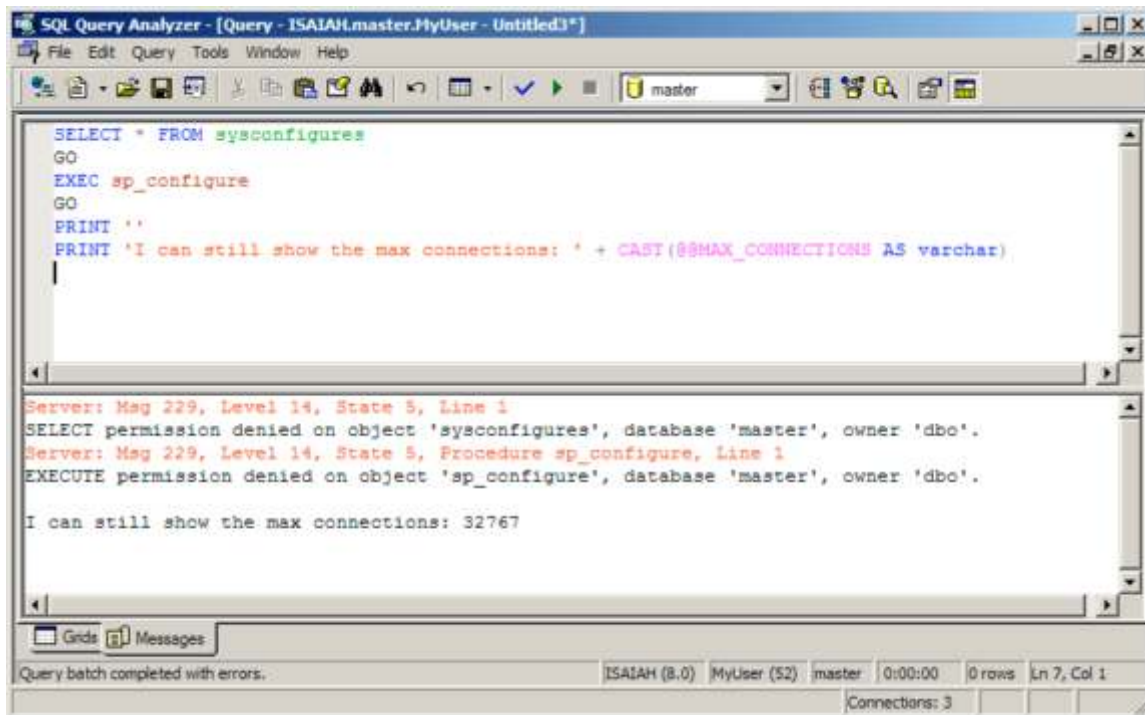 SQL Query Analyzer - [Query - ISAIAH.master.MyUser - Untitled3*]
File Edit Query Tools Window Help
master
SELECT * FROM sysconfigures
GO
EXEC sp_configure
GO
PRINT ''
PRINT 'I can still show the max connections: ' + CAST(@@MAX_CONNECTIONS AS varchar)
Server: Msg 229, Level 14, State 5, Line 1
SELECT permission denied on object 'sysconfigures', database 'master', owner 'dbo'.
Server: Msg 229, Level 14, State 5, Procedure sp_configure, Line 1
EXECUTE permission denied on object 'sp_configure', database 'master', owner 'dbo'.
I can still show the max connections: 32767
Grids Messages
Query batch completed with errors. ISAIAH (8.0) MyUser (52) master 0:00:00 0 rows Ln 7, Col 1
Connections: 3